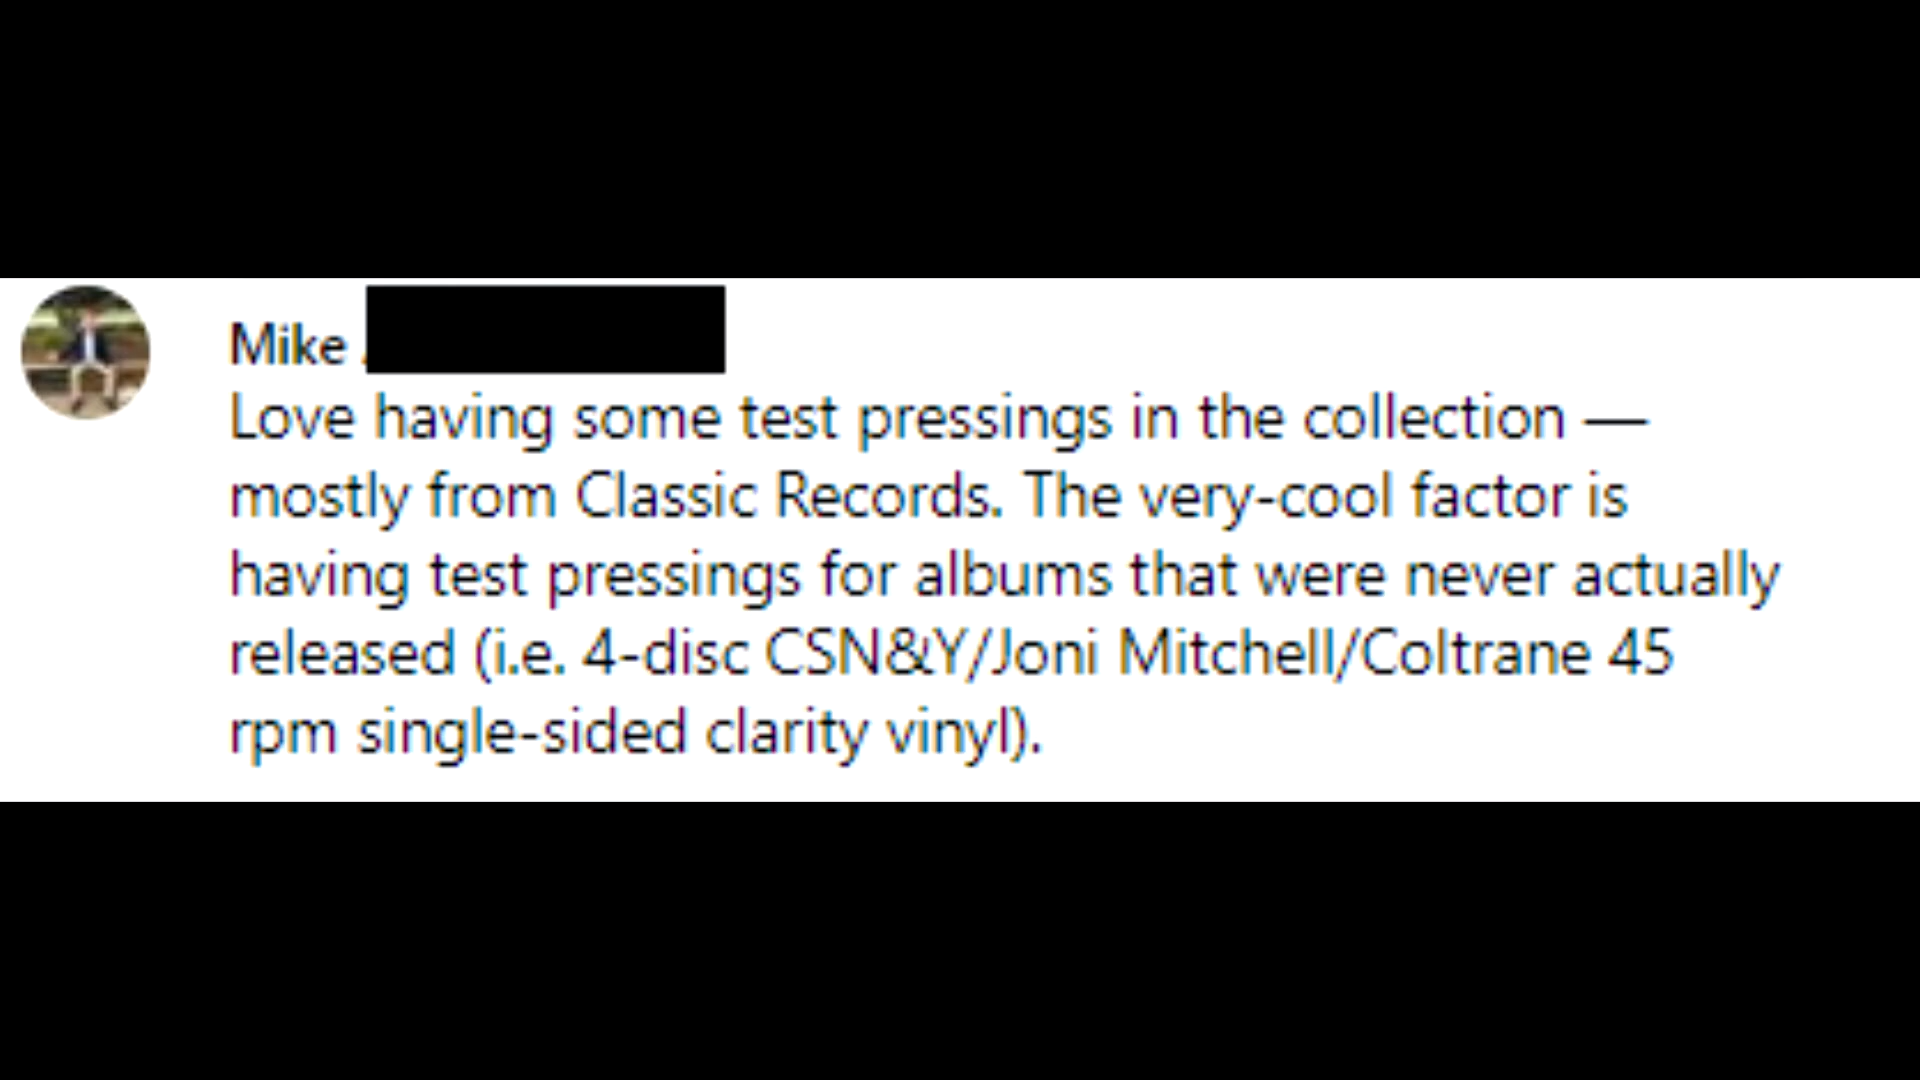 Mike
Love having some test pressings in the collection —
mostly from Classic Records. The very-cool factor is
having test pressings for albums that were never actually
released (i.e. 4-disc CSN&Y/Joni Mitchell/Coltrane 45
rpm single-sided clarity vinyl).